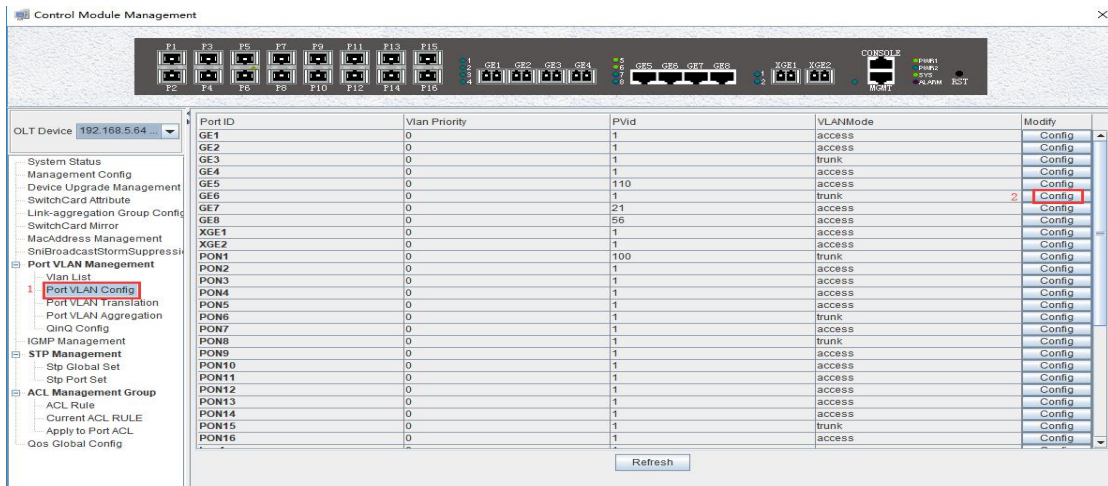 Control Module Management
P1 P3 P5 P7 P9 P11 P13 P15
P2 P4 P6 P8 P10 P12 P14 P16
1
2
3
4
GE1 GE2 GE3 GE4
5
6
7
8
GE5 GE6 GE7 GE8
1
2
XGE1 XGE2
CONSOLE
MGMT
PWR1
PWR2
SYS
ALARM
RST
OLT Device 192.168.5.64 ...
System Status
Management Config
Device Upgrade Management
SwitchCard Attribute
Link-aggregation Group Config
SwitchCard Mirror
MacAddress Management
SniBroadcastStormSuppressi
Port VLAN Manegement
Vlan List
1 Port VLAN Config
Port VLAN Translation
Port VLAN Aggregation
QinQ Config
IGMP Management
STP Management
Stp Global Set
Stp Port Set
ACL Management Group
ACL Rule
Current ACL RULE
Apply to Port ACL
Qos Global Config
Port ID Vlan Priority PVid VLANMode Modify
GE1 0 1 access Config
GE2 0 1 access Config
GE3 0 1 trunk Config
GE4 0 1 access Config
GE5 0 110 access Config
GE6 0 1 trunk 2 Config
GE7 0 21 access Config
GE8 0 56 access Config
XGE1 0 1 access Config
XGE2 0 1 access Config
PON1 0 100 trunk Config
PON2 0 1 access Config
PON3 0 1 access Config
PON4 0 1 access Config
PON5 0 1 access Config
PON6 0 1 trunk Config
PON7 0 1 access Config
PON8 0 1 trunk Config
PON9 0 1 access Config
PON10 0 1 access Config
PON11 0 1 access Config
PON12 0 1 access Config
PON13 0 1 access Config
PON14 0 1 access Config
PON15 0 1 trunk Config
PON16 0 1 access Config
Refresh